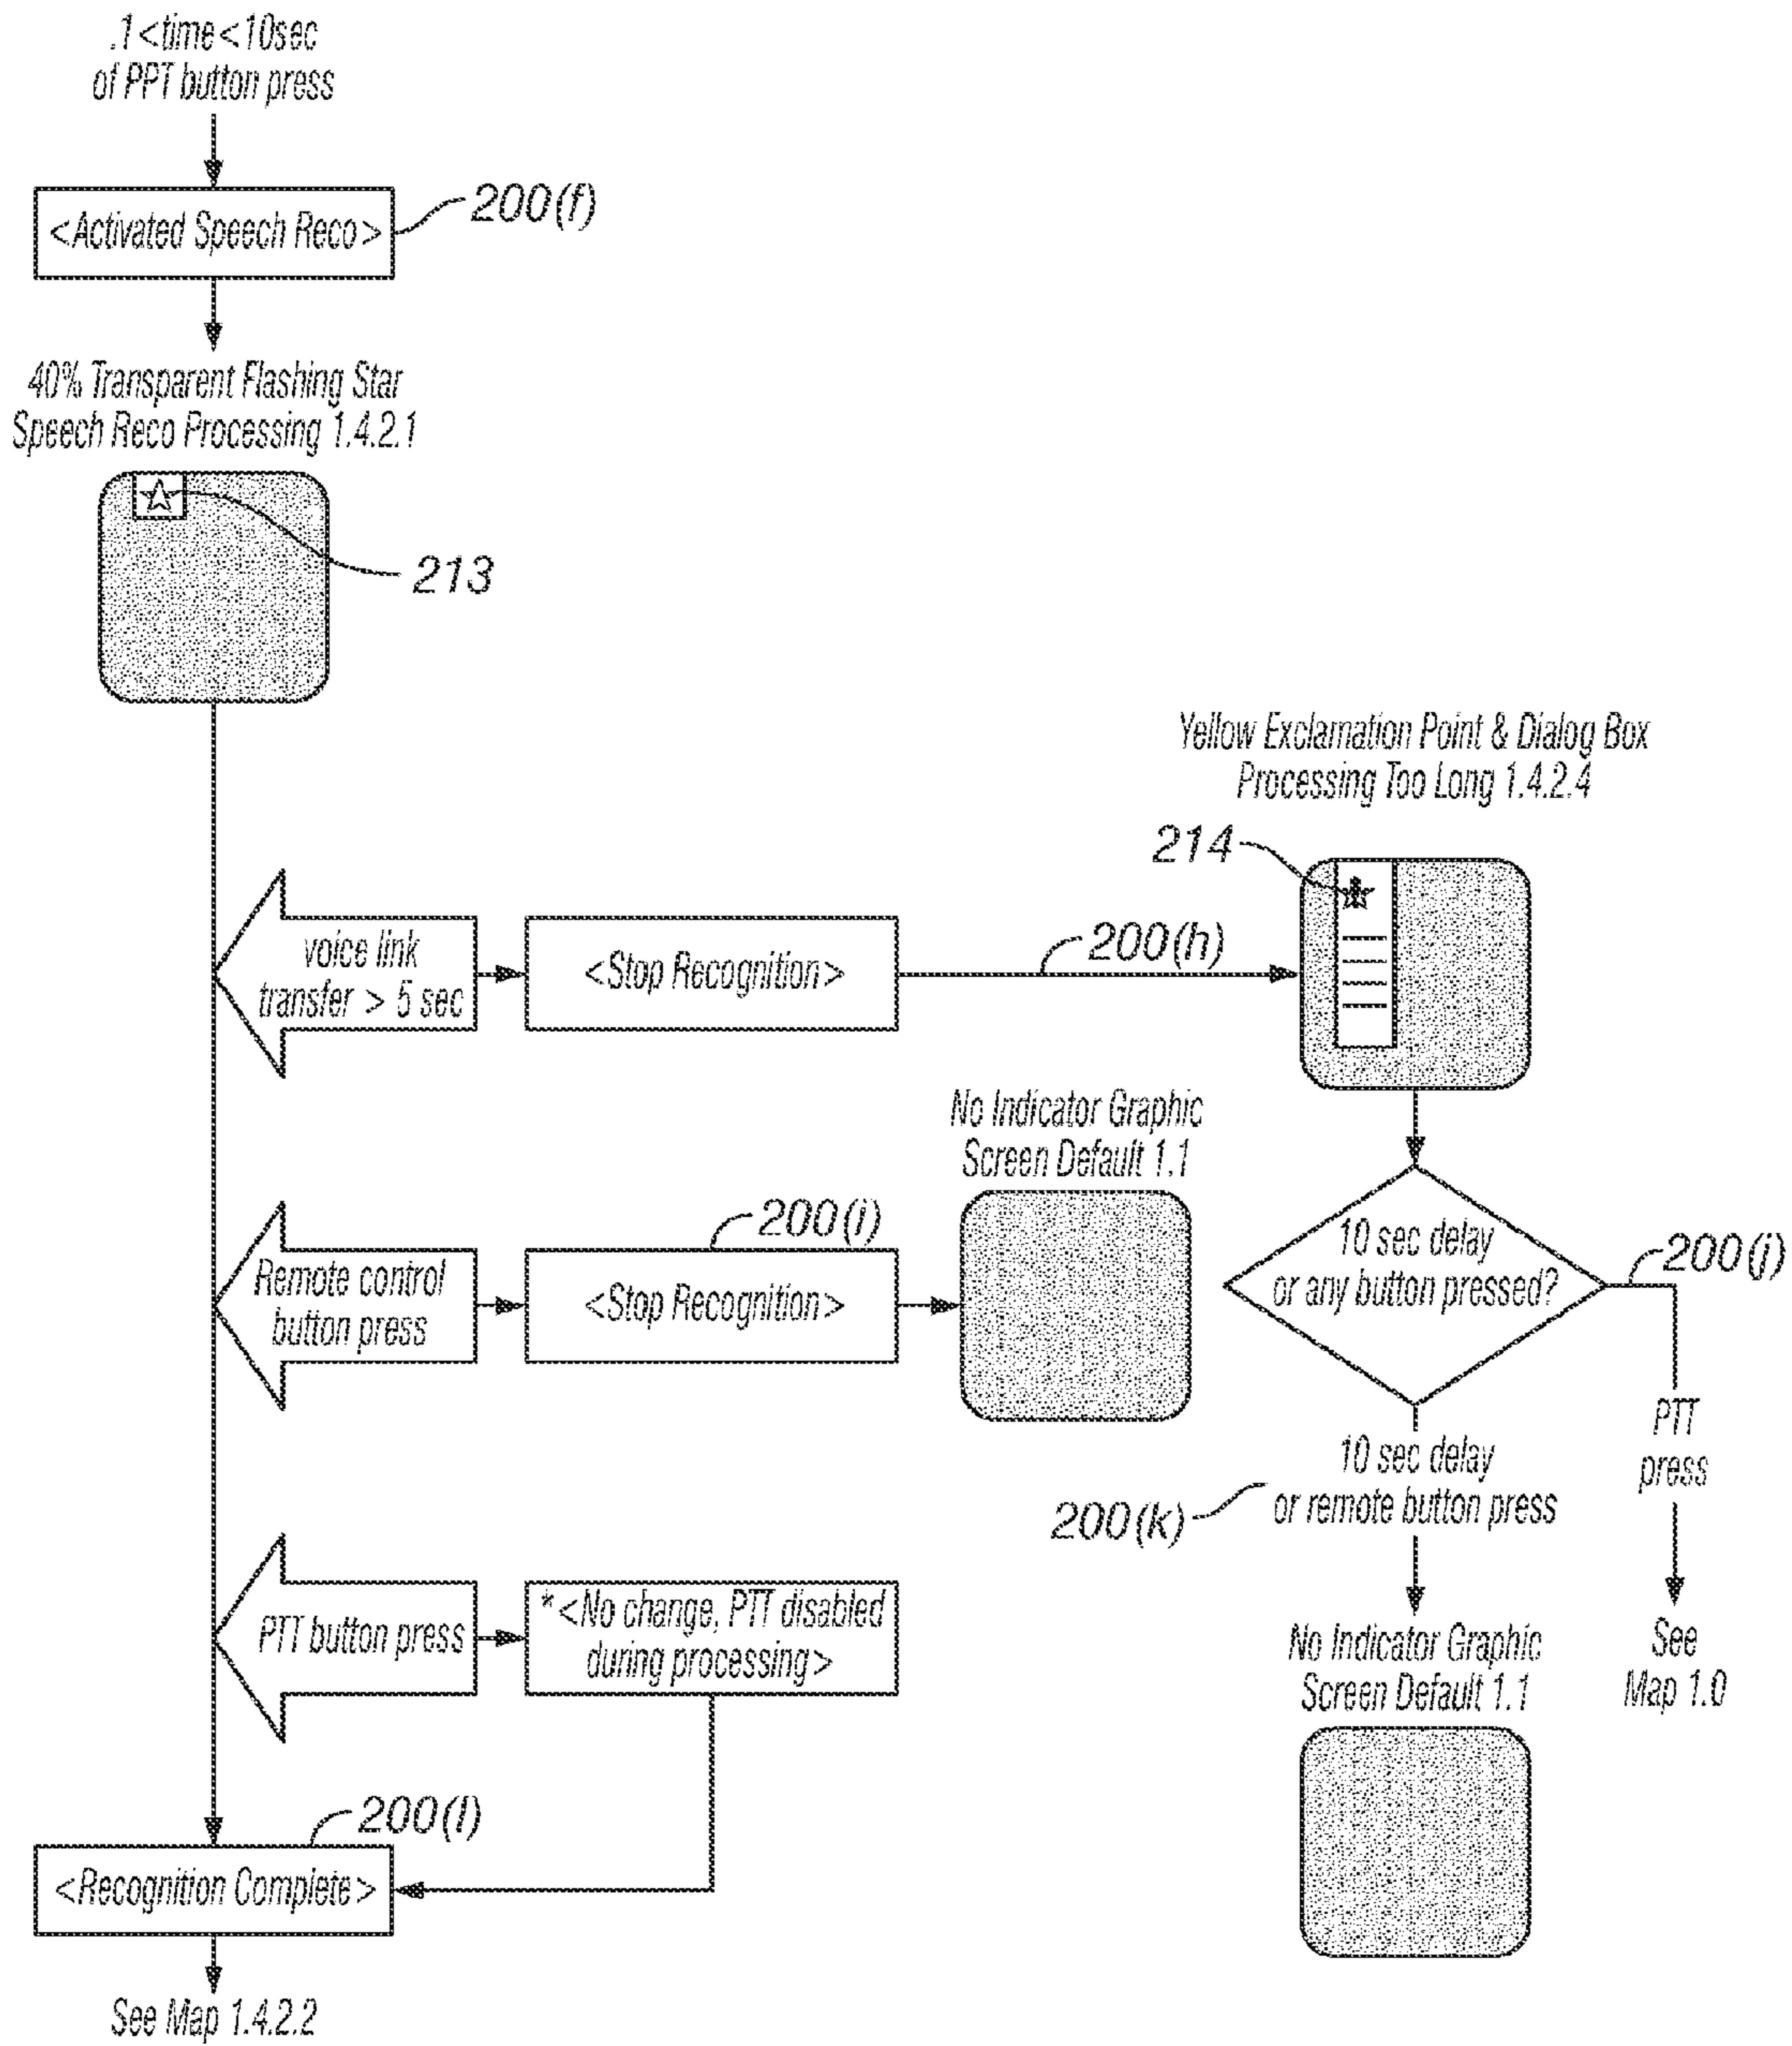 .1<time<10sec
of PPT button press
<Activated Speech Reco>
200(f)
40% Transparent Flashing Star
Speech Reco Processing 1.4.2.1
213
Yellow Exclamation Point & Dialog Box
Processing Too Long 1.4.2.4
214
voice link
transfer > 5 sec
<Stop Recognition>
200(h)
No Indicator Graphic
Screen Default 1.1
Remote control
button press
<Stop Recognition>
200(i)
10 sec delay
or any button pressed?
200(j)
PTT
press
See
Map 1.0
10 sec delay
or remote button press
200(k)
No Indicator Graphic
Screen Default 1.1
PTT button press
*<No change, PTT disabled
during processing>
200(l)
<Recognition Complete>
See Map 1.4.2.2